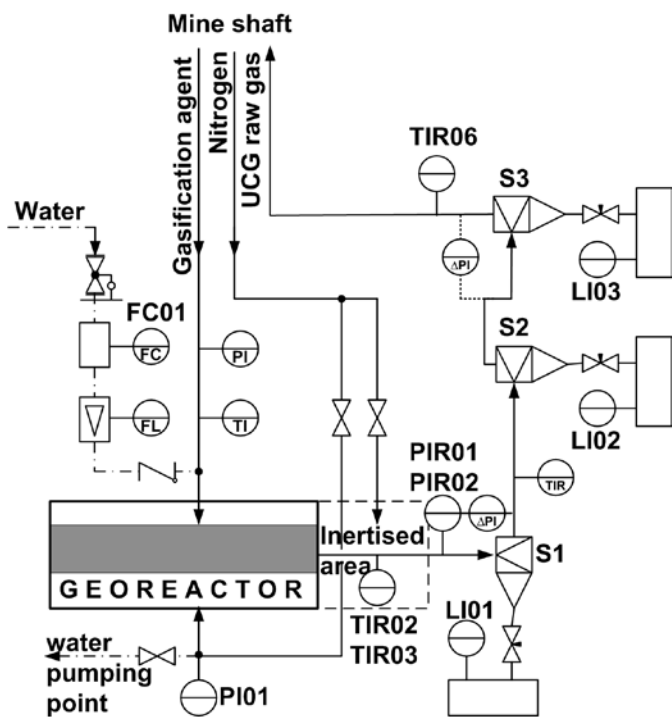 Mine shaft
Gasification agent
Nitrogen
UCG raw gas
TIR06
S3
Water
ΔPI
LI03
FC01
FC
PI
S2
FL
TI
LI02
PIR01
PIR02
ΔPI
TIR
Inertised
area
S1
GEOREACTOR
TIR02
TIR03
LI01
water
pumping
point
PI01